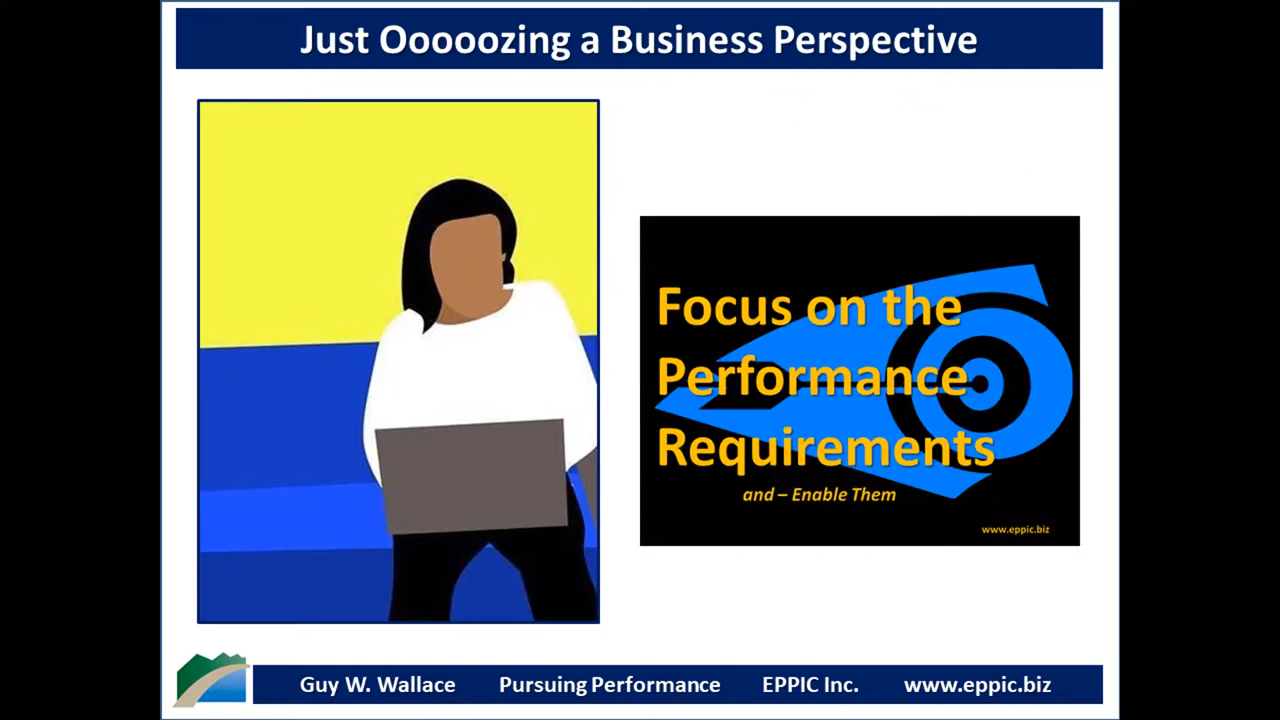 Just Ooooozing a Business Perspective
Focus on the
Performance
Requirements
and – Enable Them
www.eppic.biz
Guy W. Wallace Pursuing Performance EPPIC Inc. www.eppic.biz